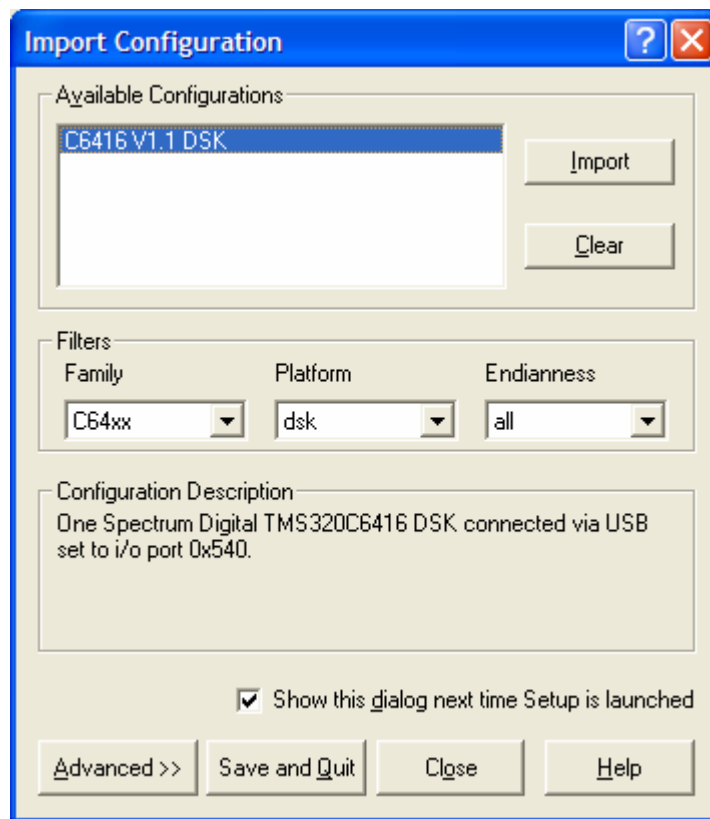 Import Configuration
Available Configurations
C6416 V1.1 DSK
Import
Clear
Filters
Family Platform Endianness
C64xx dsk all
Configuration Description
One Spectrum Digital TMS320C6416 DSK connected via USB
set to i/o port 0x540.
Show this dialog next time Setup is launched
Advanced >> Save and Quit Close Help